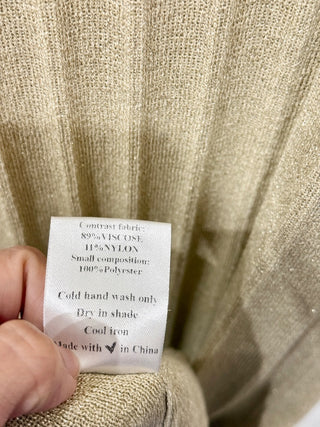 Contrast fabric:
89%VISCOSE
11%NYLON
Small composition:
100%Polyester
Cold hand wash only
Dry in shade
Cool iron
Made with ♥ in China